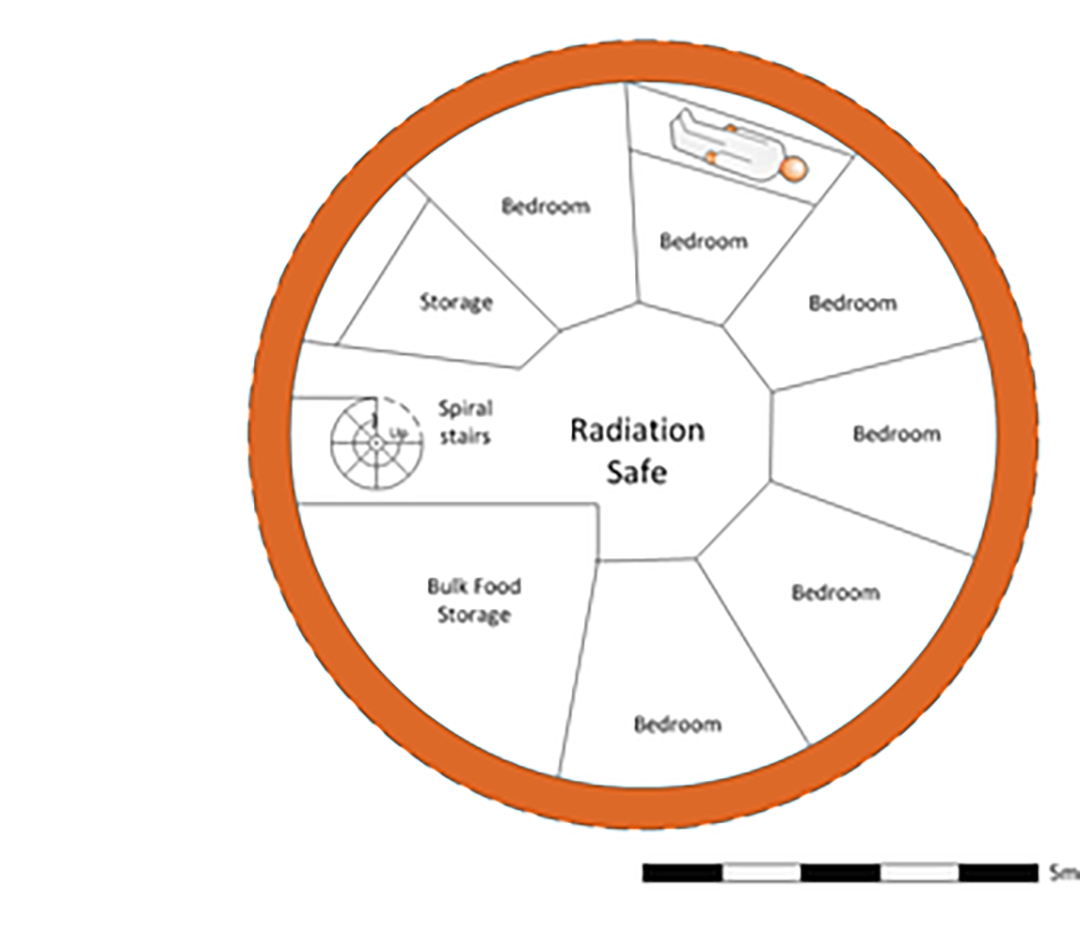 Bedroom
Bedroom
Storage
Bedroom
Spiral
stairs
Up
Radiation
Safe
Bedroom
Bulk Food
Storage
Bedroom
Bedroom
5m